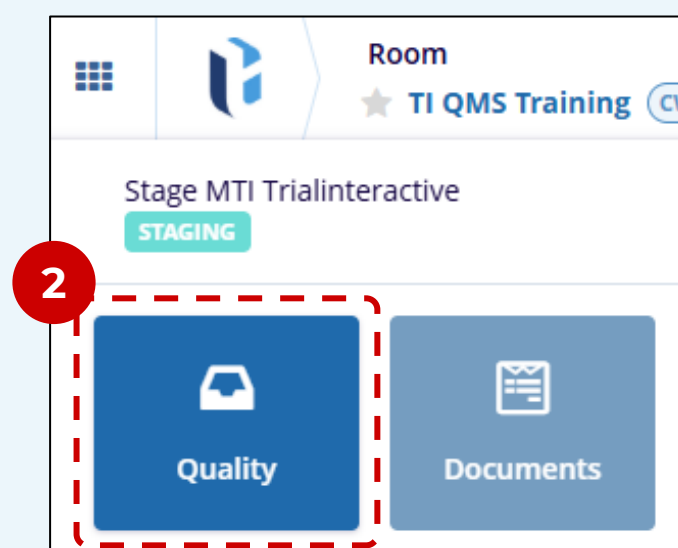 Room
TI QMS Training
Stage MTI Trialinteractive
STAGING
2
Quality
Documents